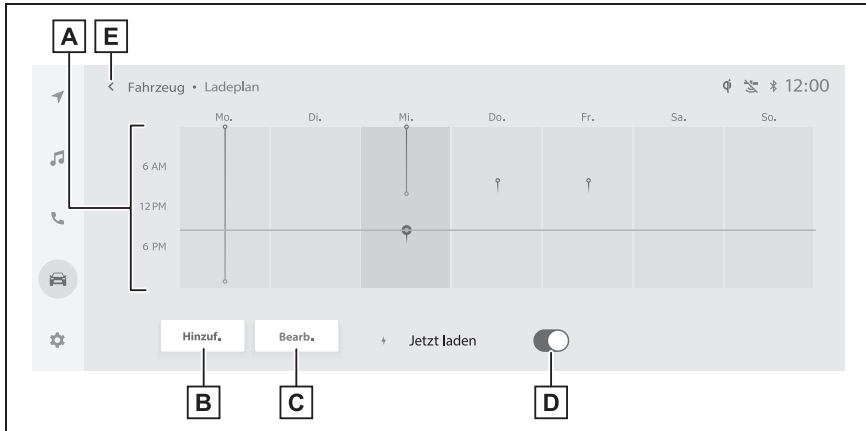 A E
Fahrzeug • Ladeplan
12:00
Mo. Di. Mi. Do. Fr. Sa. So.
6 AM
12 PM
6 PM
Hinzuf. Bearb. Jetzt laden
B C D